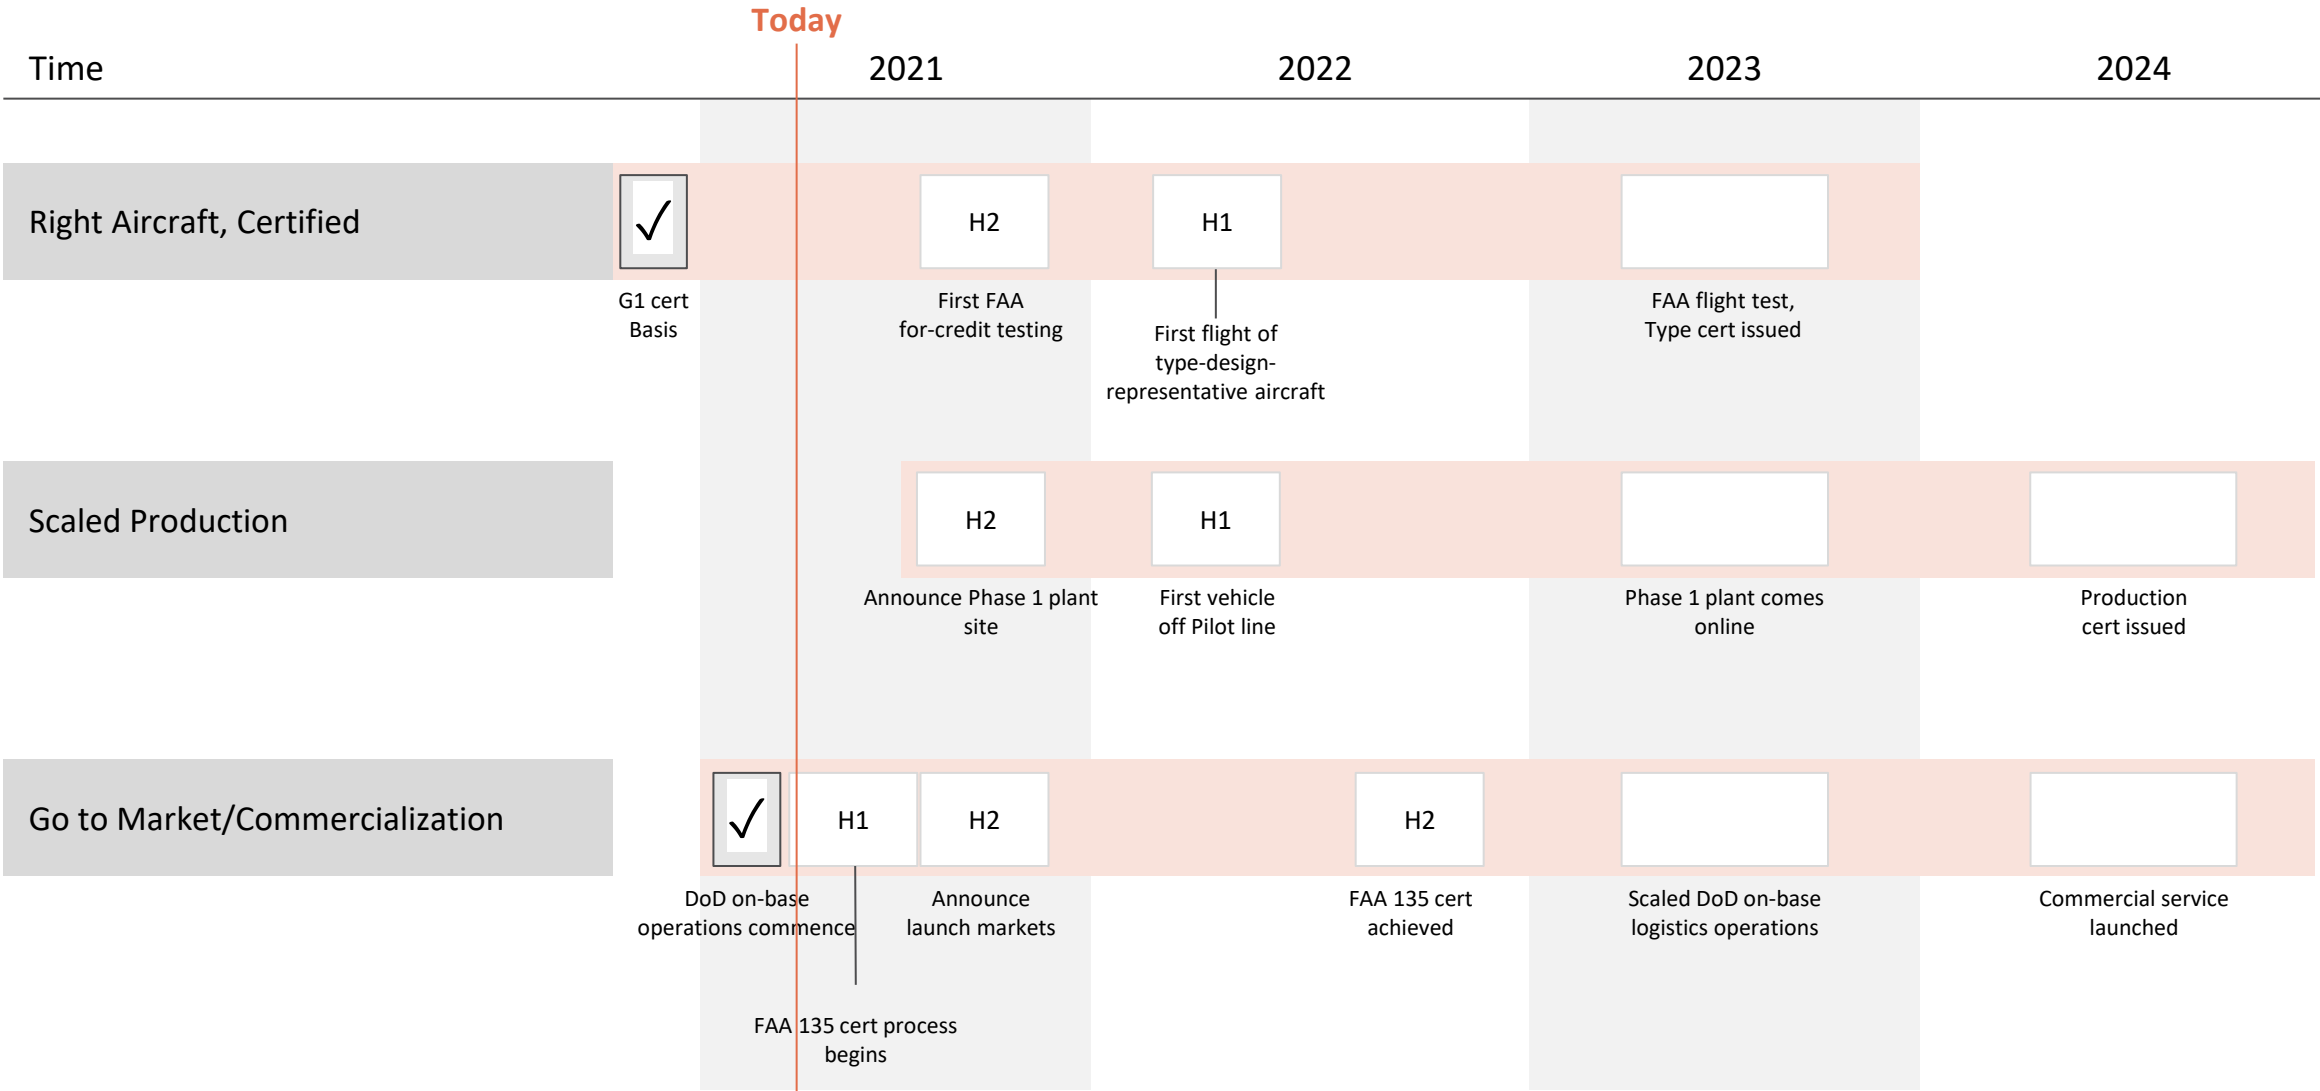 Today
Time
2021
2022
2023
2024
Right Aircraft, Certified
✓
H2
H1
G1 cert
Basis
First FAA
for-credit testing
First flight of
type-design-
representative aircraft
FAA flight test,
Type cert issued
Scaled Production
H2
H1
Announce Phase 1 plant
site
First vehicle
off Pilot line
Phase 1 plant comes
online
Production
cert issued
Go to Market/Commercialization
✓
H1
H2
H2
DoD on-base
operations commence
Announce
launch markets
FAA 135 cert
achieved
Scaled DoD on-base
logistics operations
Commercial service
launched
FAA 135 cert process
begins